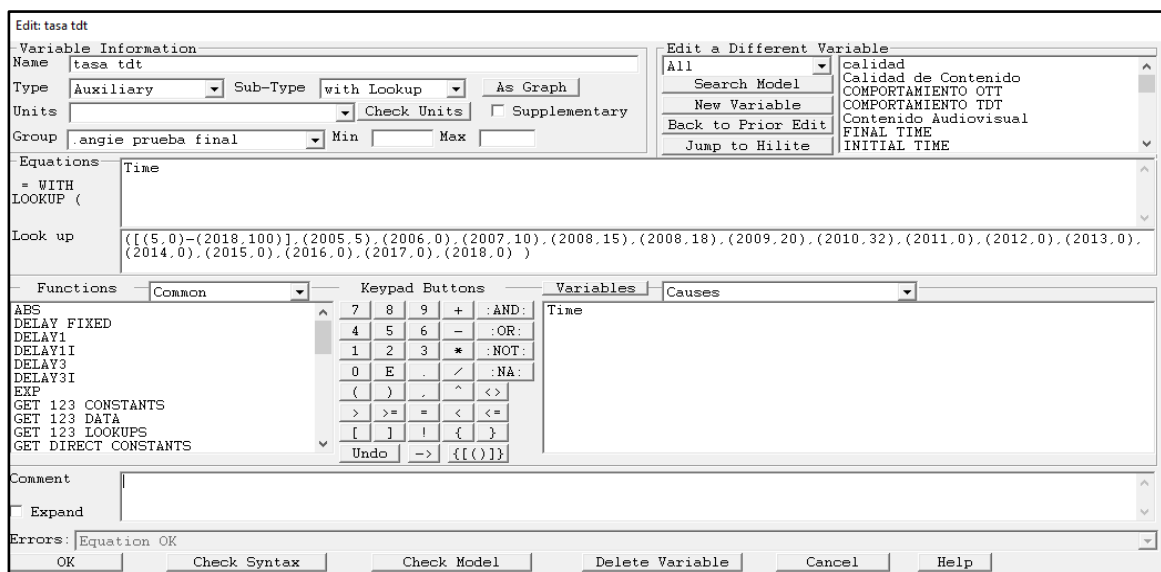 Edit: tasa tdt
Variable Information
Name tasa tdt
Type Auxiliary Sub-Type with Lookup As Graph
Units Check Units Supplementary
Group .angie prueba final Min Max
Edit a Different Variable
All
Search Model
New Variable
Back to Prior Edit
Jump to Hilite
calidad
Calidad de Contenido
COMPORTAMIENTO OTT
COMPORTAMIENTO TDT
Contenido Audiovisual
FINAL TIME
INITIAL TIME
Equations
= WITH
LOOKUP (
Time
Look up
([(5,0)-(2018,100)],(2005,5),(2006,0),(2007,10),(2008,15),(2008,18),(2009,20),(2010,32),(2011,0),(2012,0),(2013,0),
(2014,0),(2015,0),(2016,0),(2017,0),(2018,0) )
Functions Common
ABS
DELAY FIXED
DELAY1
DELAY1I
DELAY3
DELAY3I
EXP
GET 123 CONSTANTS
GET 123 DATA
GET 123 LOOKUPS
GET DIRECT CONSTANTS
Keypad Buttons
7 8 9 + :AND:
4 5 6 - :OR:
1 2 3 * :NOT:
0 E . / :NA:
( ) , ^ <>
> >= = < <=
[ ] ! { }
Undo -> {[()]}
Variables Causes
Time
Comment
Expand
Errors: Equation OK
OK Check Syntax Check Model Delete Variable Cancel Help